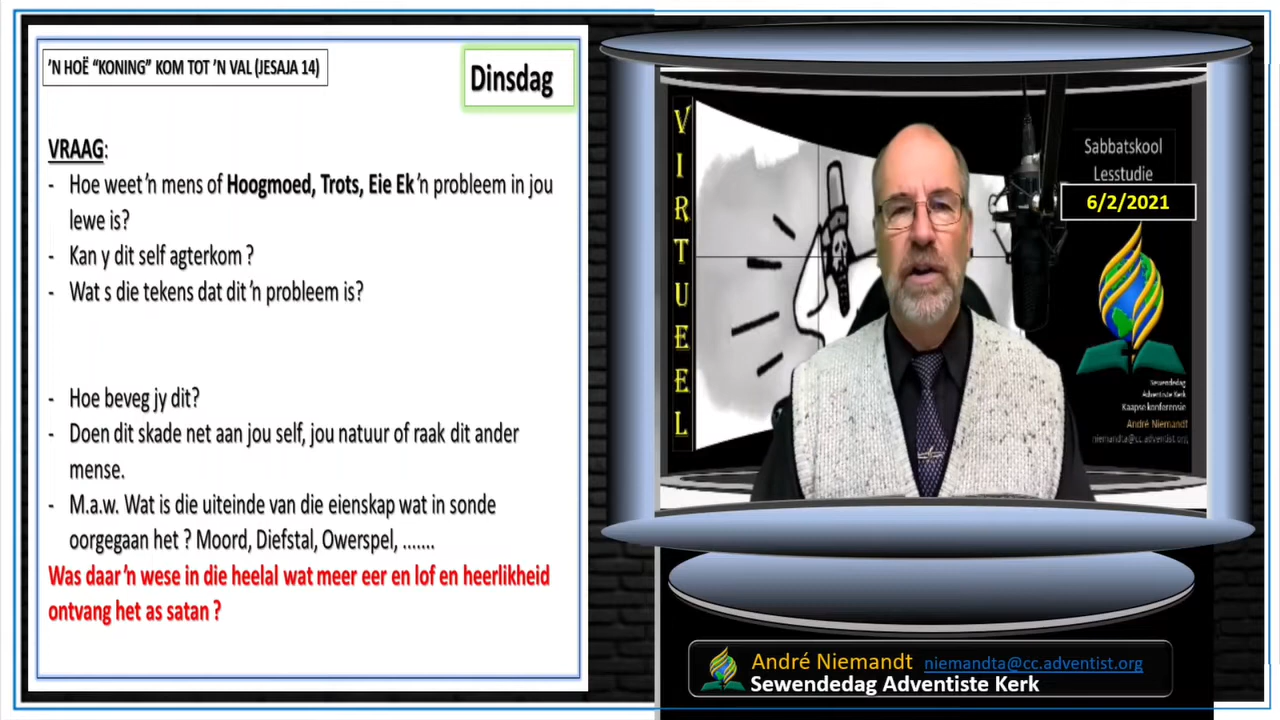 'N HOË “KONING” KOM TOT 'N VAL (JESAJA 14)
Dinsdag
VRAAG:
- Hoe weet 'n mens of Hoogmoed, Trots, Eie Ek 'n probleem in jou
lewe is?
- Kan y dit self agterkom ?
- Wat s die tekens dat dit 'n probleem is?
- Hoe beveg jy dit?
- Doen dit skade net aan jou self, jou natuur of raak dit ander
mense.
- M.a.w. Wat is die uiteinde van die eienskap wat in sonde
oorgegaan het ? Moord, Diefstal, Owerspel, .......
Was daar 'n wese in die heelal wat meer eer en lof en heerlikheid
ontvang het as satan ?
VIRTUEEL
Sabbatskool
Lesstudie
6/2/2021
Sewendedag
Adventiste Kerk
Kaapse konferensie
André Niemandt
niemandta@cc.adventist.org
André Niemandt niemandta@cc.adventist.org
Sewendedag Adventiste Kerk